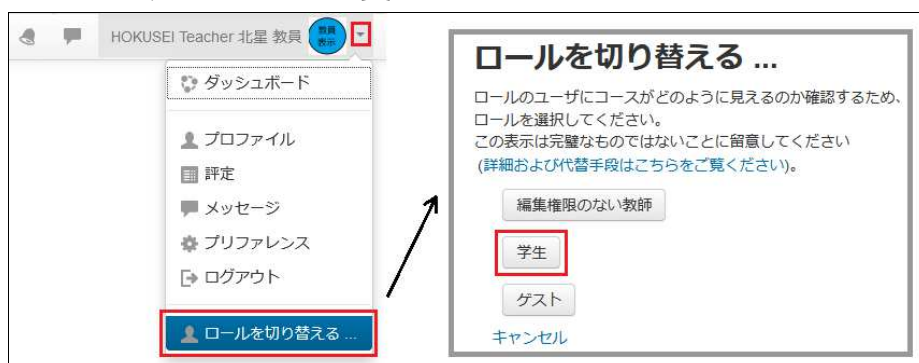 HOKUSEI Teacher 北星 教員
教員
表示
ダッシュボード
プロファイル
評定
メッセージ
プリファレンス
ログアウト
ロールを切り替える ...
ロールを切り替える ...
ロールのユーザにコースがどのように見えるのか確認するため、
ロールを選択してください。
この表示は完璧なものではないことに留意してください
(詳細および代替手段はこちらをご覧ください)。
編集権限のない教師
学生
ゲスト
キャンセル